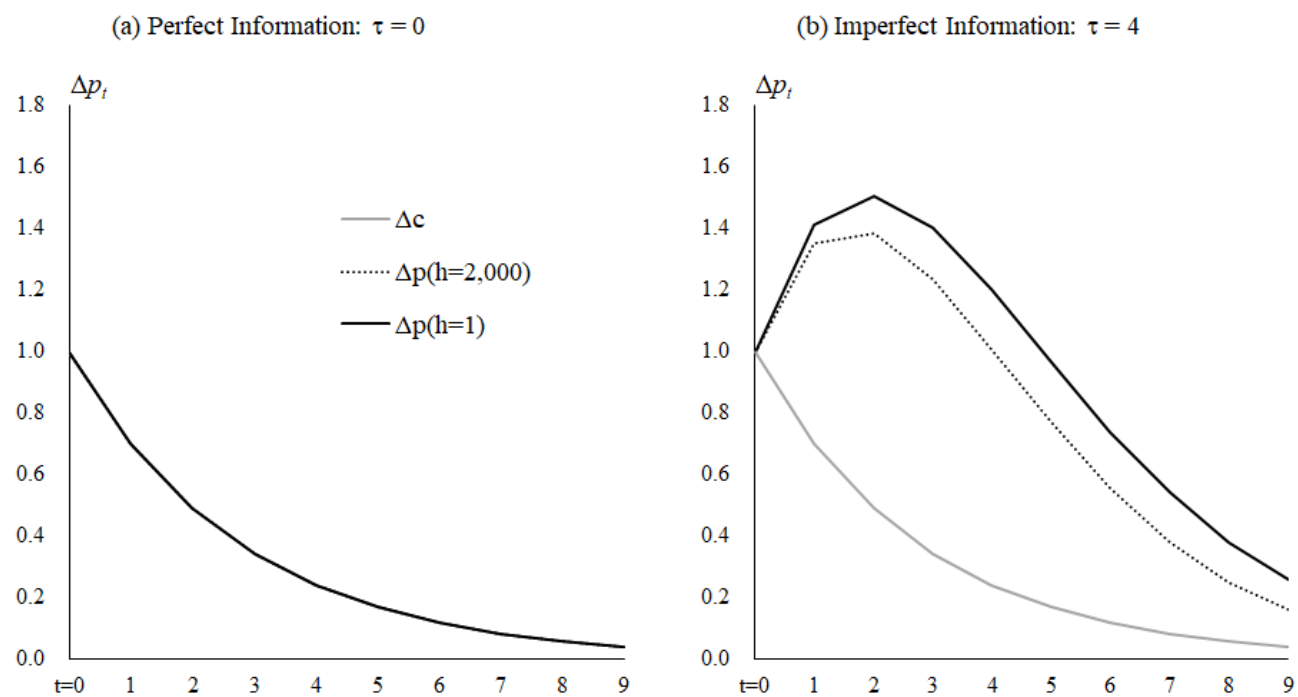 (a) Perfect Information: τ = 0
Δpₜ
1.8
1.6
1.4
1.2
1.0
0.8
0.6
0.4
0.2
0.0
t=0 1 2 3 4 5 6 7 8 9
Δc
Δp(h=2,000)
Δp(h=1)
(b) Imperfect Information: τ = 4
Δpₜ
1.8
1.6
1.4
1.2
1.0
0.8
0.6
0.4
0.2
0.0
t=0 1 2 3 4 5 6 7 8 9